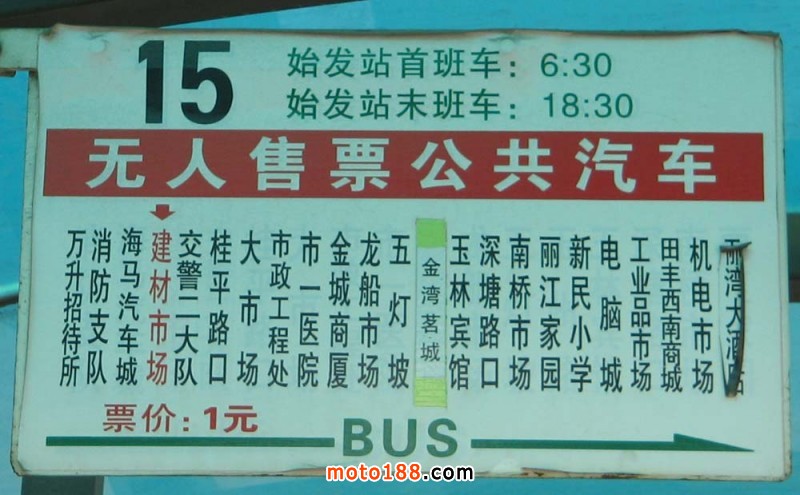 15
始发站首班车：6:30
始发站末班车：18:30
无人售票公共汽车
万升招待所
消防支队
海马汽车城
建材市场
交警二大队
桂平路口
大市场
市政工程处
市一医院
金城商厦
龙船市场
五灯坡
金湾茗城
玉林宾馆
深塘路口
南桥市场
丽江家园
新民小学
电脑城
工业品市场
田丰西南商城
机电市场
湾大酒店
票价：1元
BUS
moto188.com